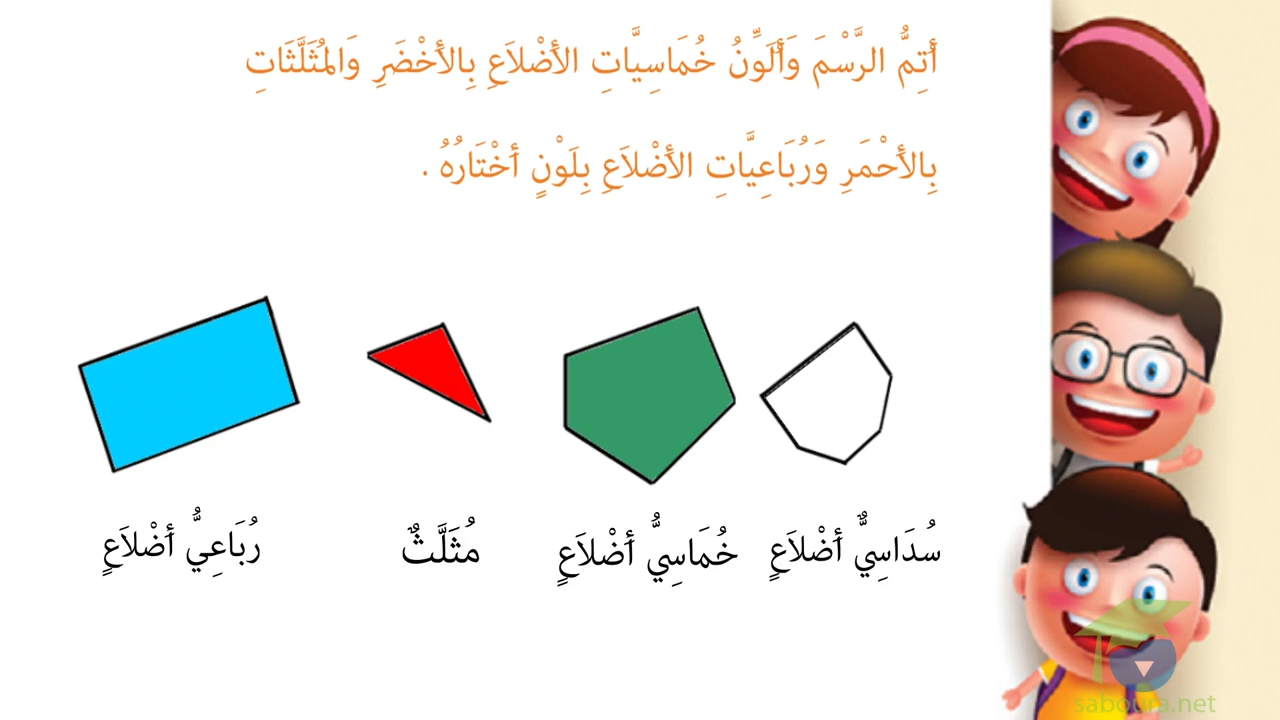 أُتِمُّ الرَّسْمَ وَأُلَوِّنُ خُمَاسِيَّاتِ الأَضْلاَعِ بِالأَخْضَرِ وَالمُثَلَّثَاتِ
بِالأَحْمَرِ وَرُبَاعِيَّاتِ الأَضْلاَعِ بِلَوْنٍ أَخْتَارُهُ .
سُدَاسِيٌّ أَضْلاَعٍ خُمَاسِيُّ أَضْلاَعٍ مُثَلَّثٌ رُبَاعِيُّ أَضْلاَعٍ
saboura.net